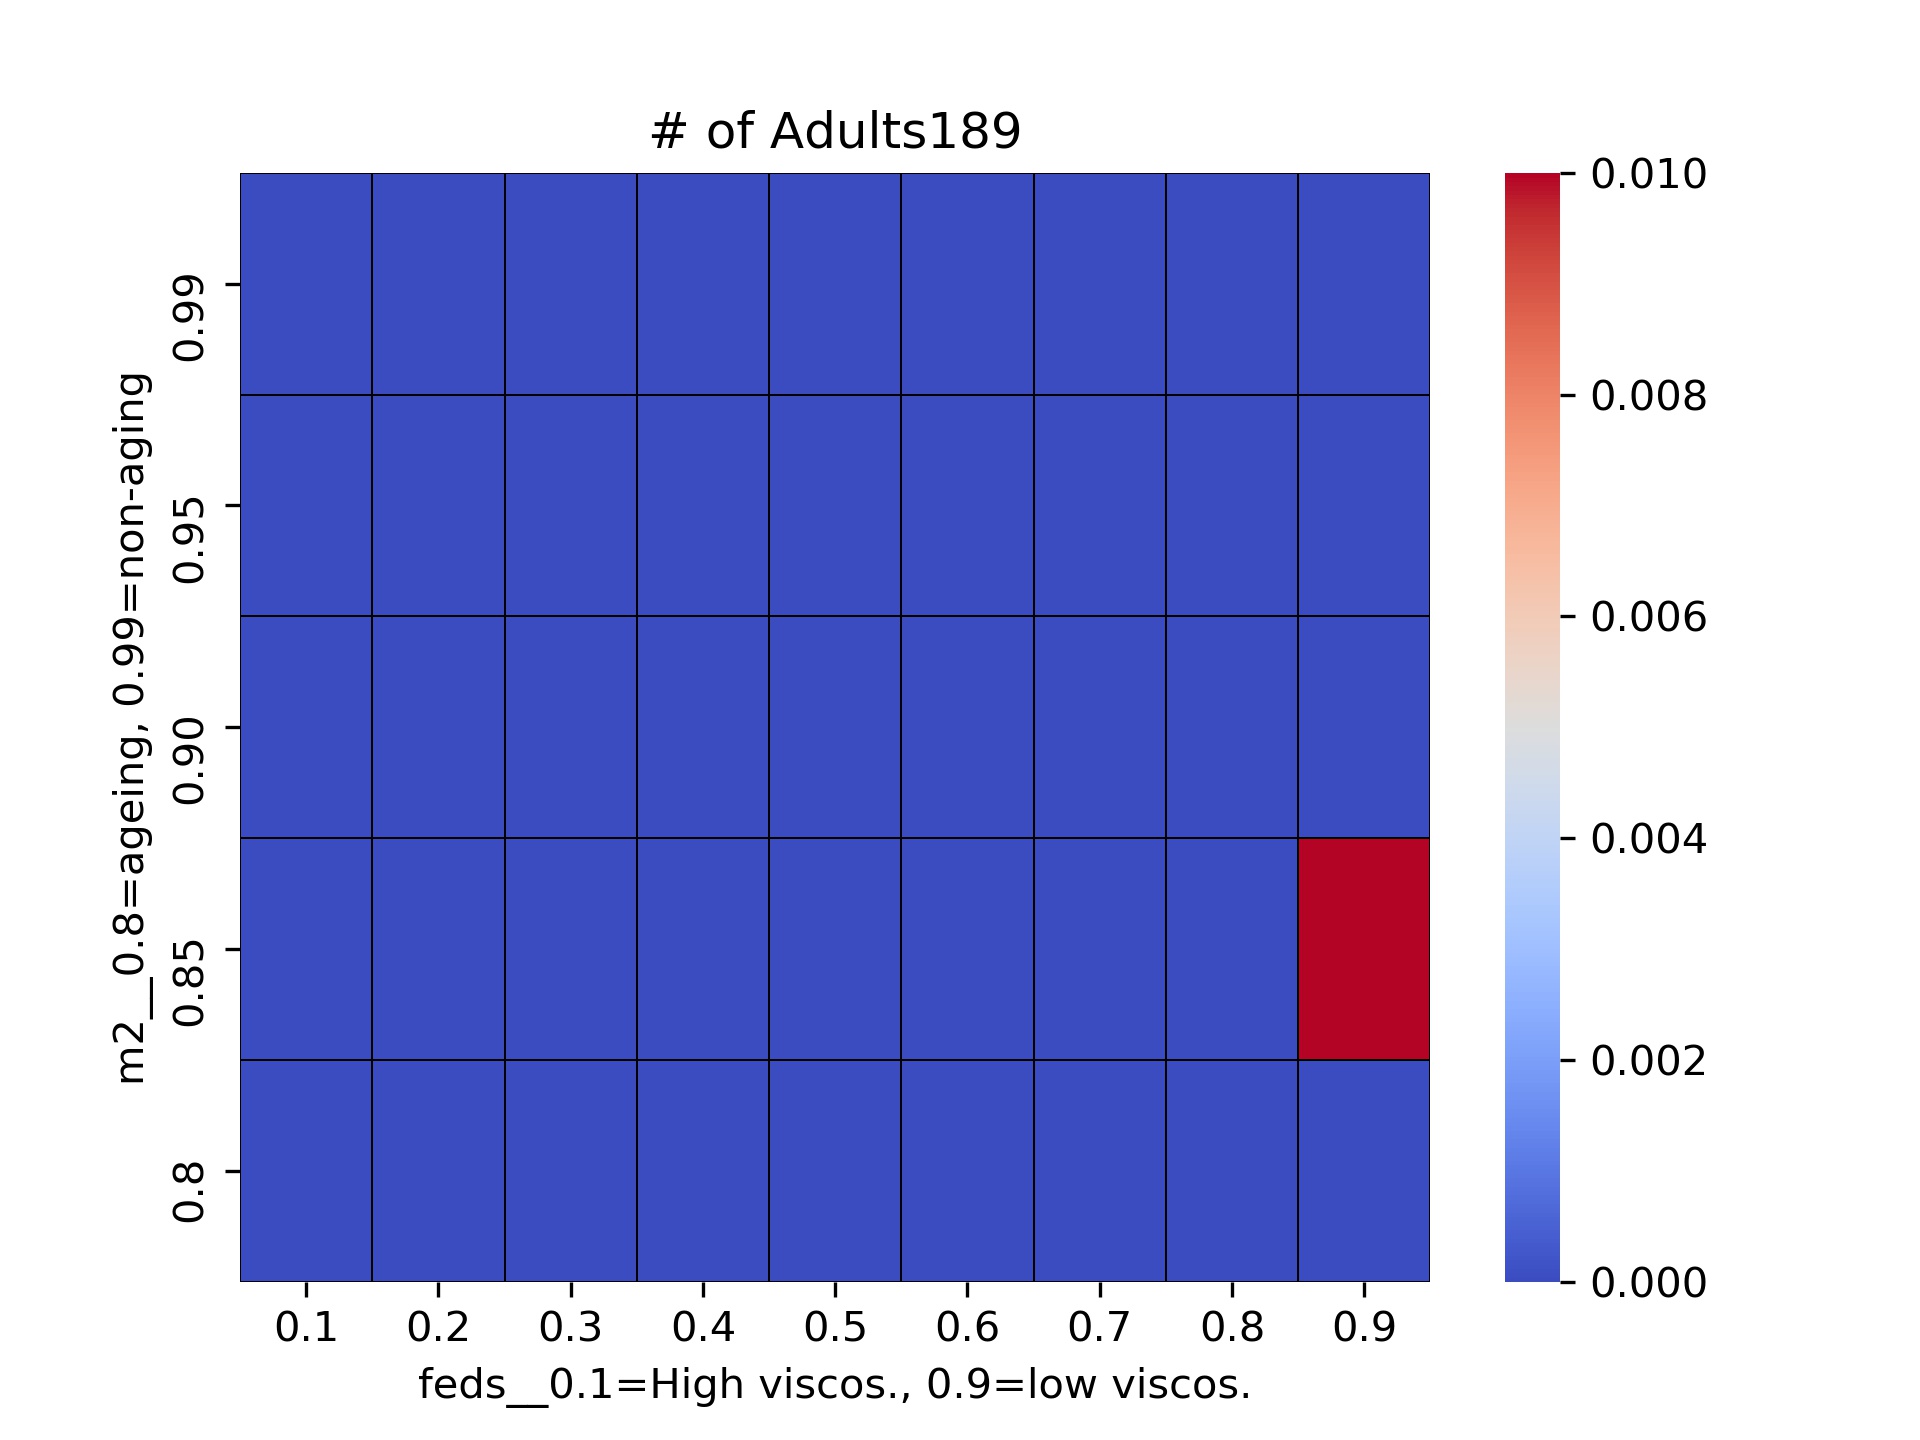 # of Adults189
m2__0.8=ageing, 0.99=non-aging
0.99
0.95
0.90
0.85
0.8
0.1 0.2 0.3 0.4 0.5 0.6 0.7 0.8 0.9
feds__0.1=High viscos., 0.9=low viscos.
0.010
0.008
0.006
0.004
0.002
0.000